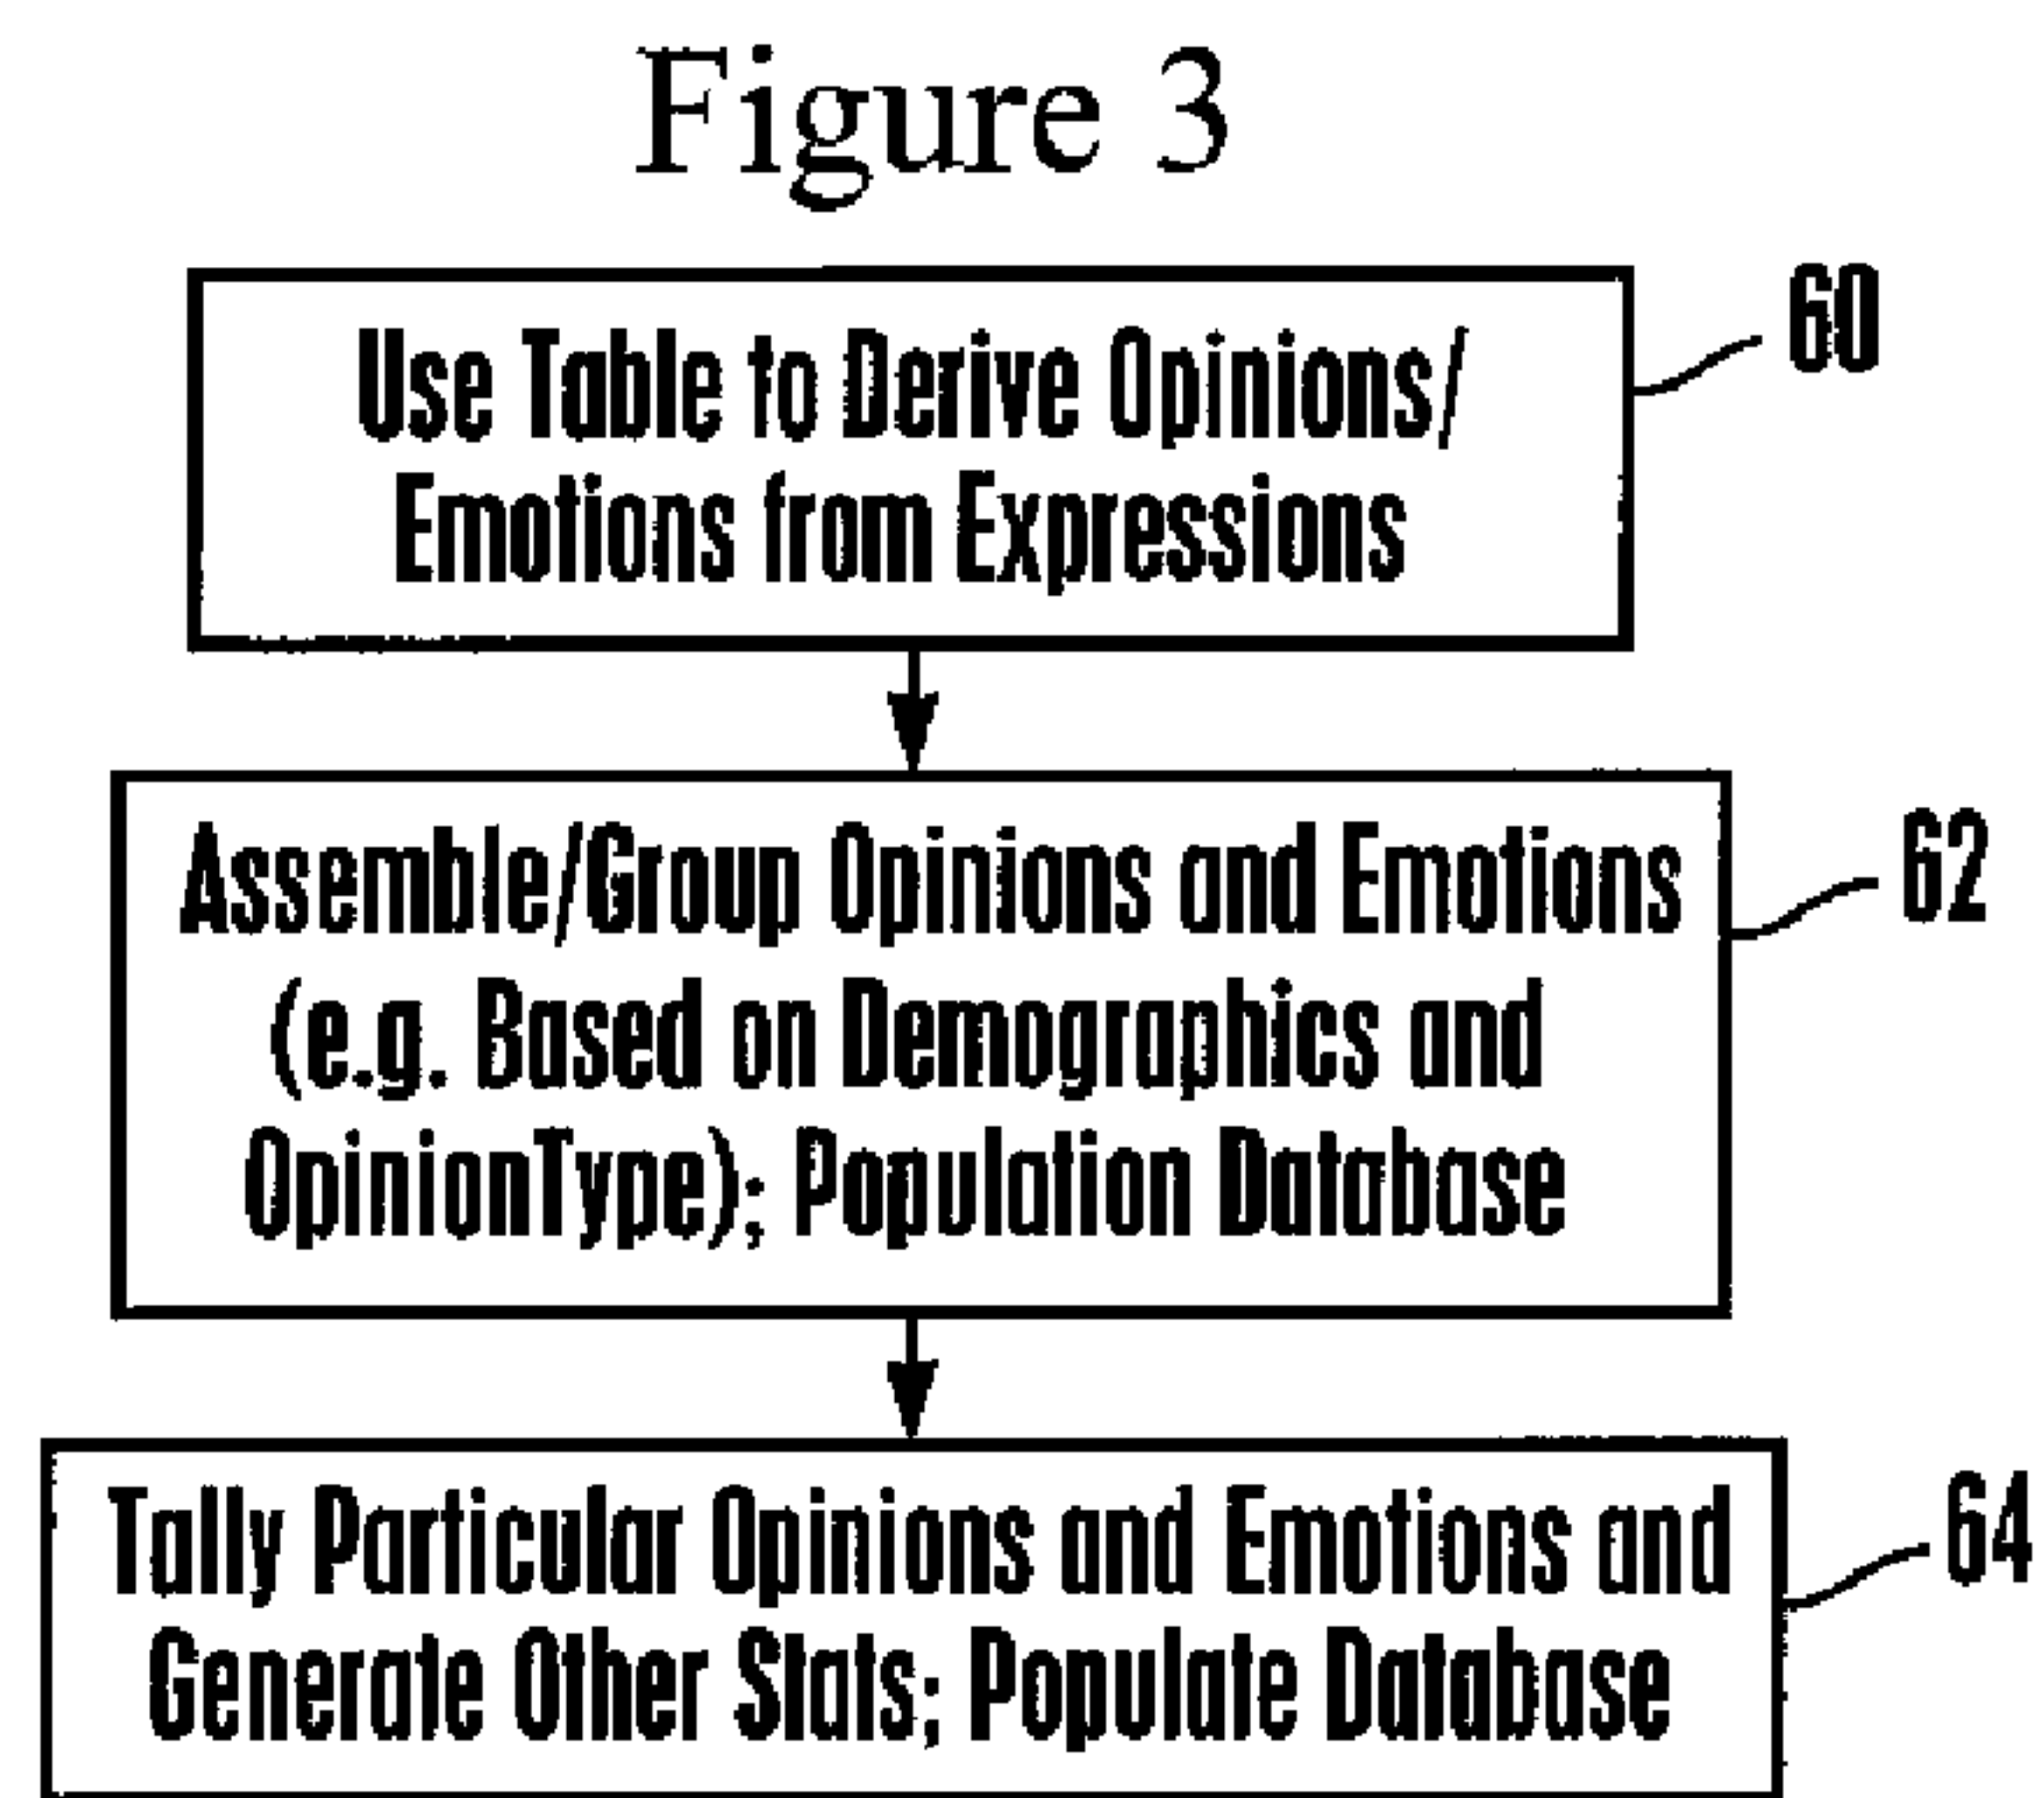 Figure 3
60
Use Table to Derive Opinions/
Emotions from Expressions
62
Assemble/Group Opinions and Emotions
(e.g. Based on Demographics and
OpinionType); Population Database
64
Tally Particular Opinions and Emotions and
Generate Other Stats; Populate Database